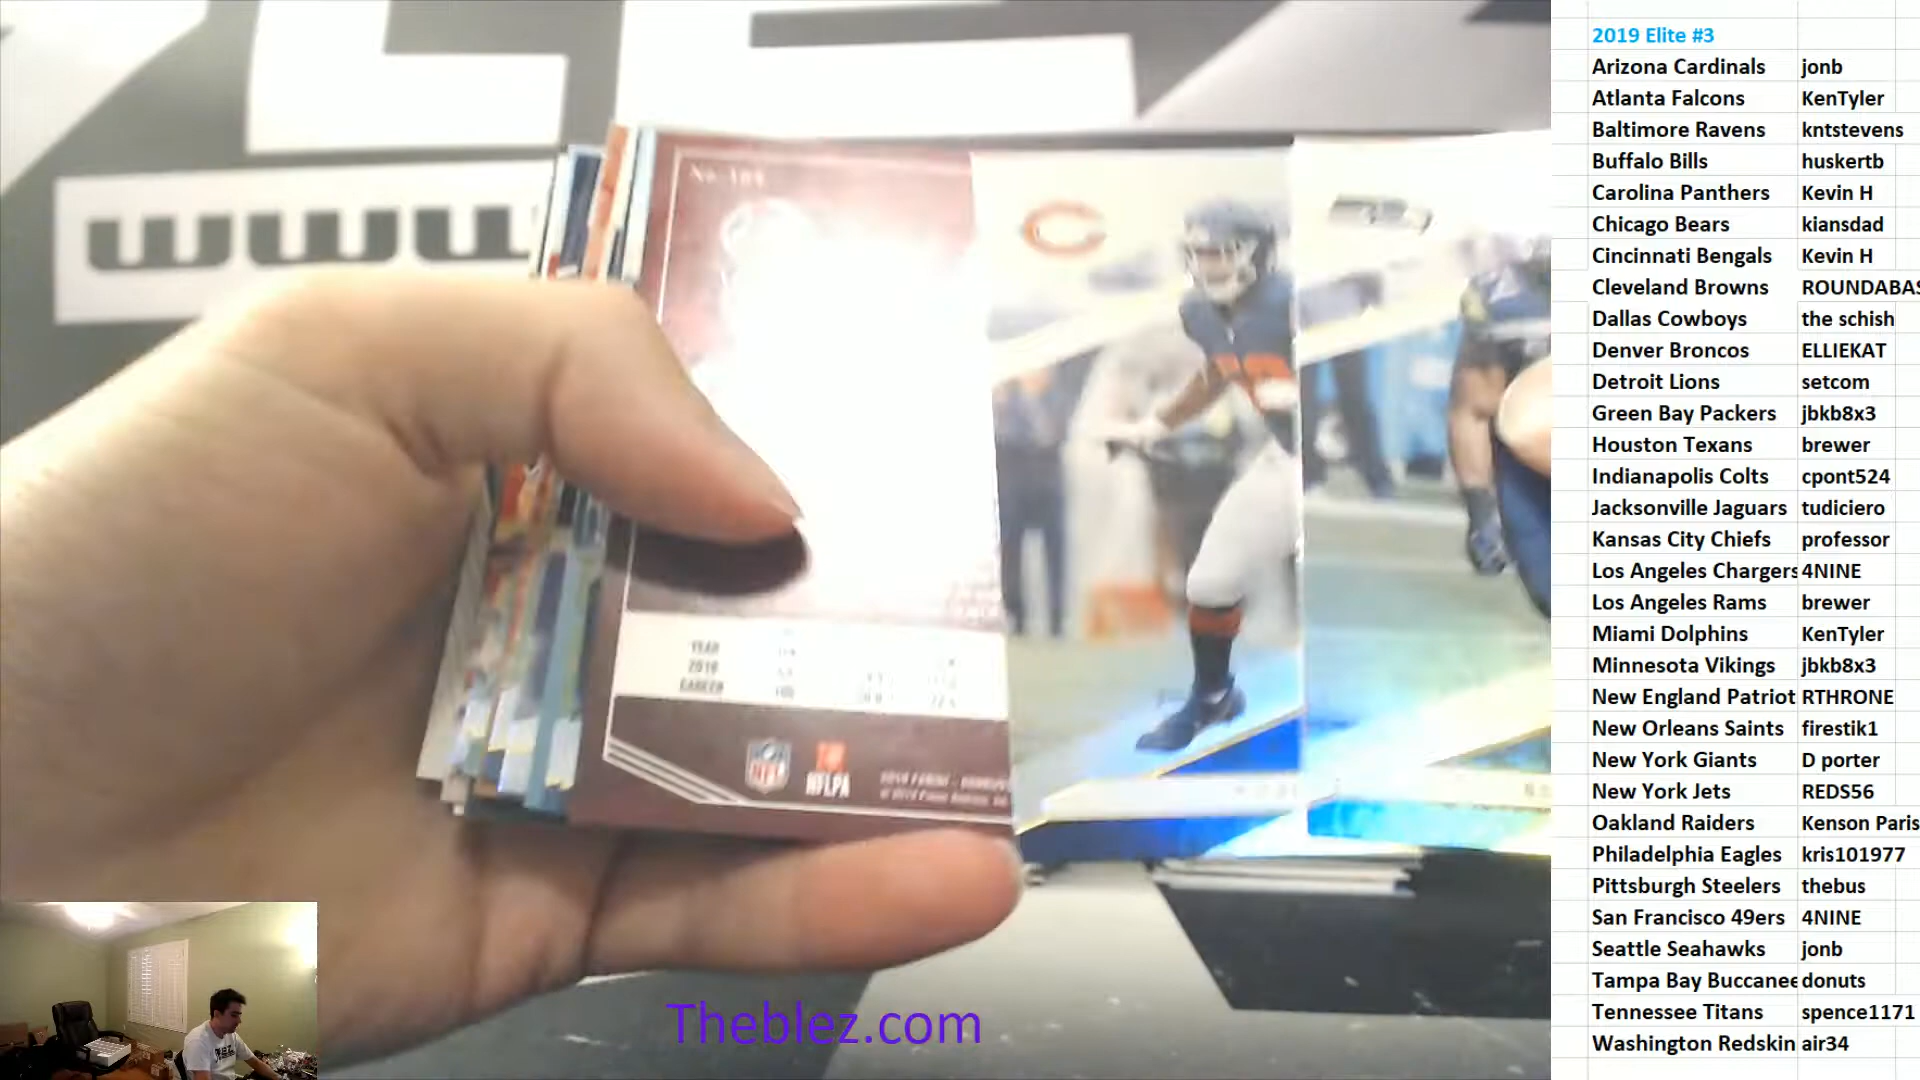 2019 Elite #3
Arizona Cardinals jonb
Atlanta Falcons KenTyler
Baltimore Ravens kntstevens
Buffalo Bills huskertb
Carolina Panthers Kevin H
Chicago Bears kiansdad
Cincinnati Bengals Kevin H
Cleveland Browns ROUNDABAS
Dallas Cowboys the schish
Denver Broncos ELLIEKAT
Detroit Lions setcom
Green Bay Packers jbkb8x3
Houston Texans brewer
Indianapolis Colts cpont524
Jacksonville Jaguars tudiciero
Kansas City Chiefs professor
Los Angeles Chargers 4NINE
Los Angeles Rams brewer
Miami Dolphins KenTyler
Minnesota Vikings jbkb8x3
New England Patriot RTHRONE
New Orleans Saints firestik1
New York Giants D porter
New York Jets REDS56
Oakland Raiders Kenson Paris
Philadelphia Eagles kris101977
Pittsburgh Steelers thebus
San Francisco 49ers 4NINE
Seattle Seahawks jonb
Tampa Bay Buccanee donuts
Tennessee Titans spence1171
Washington Redskin air34
www
No.
YEAR
2018
CAREER
NFL
NFLPA
Theblez.com